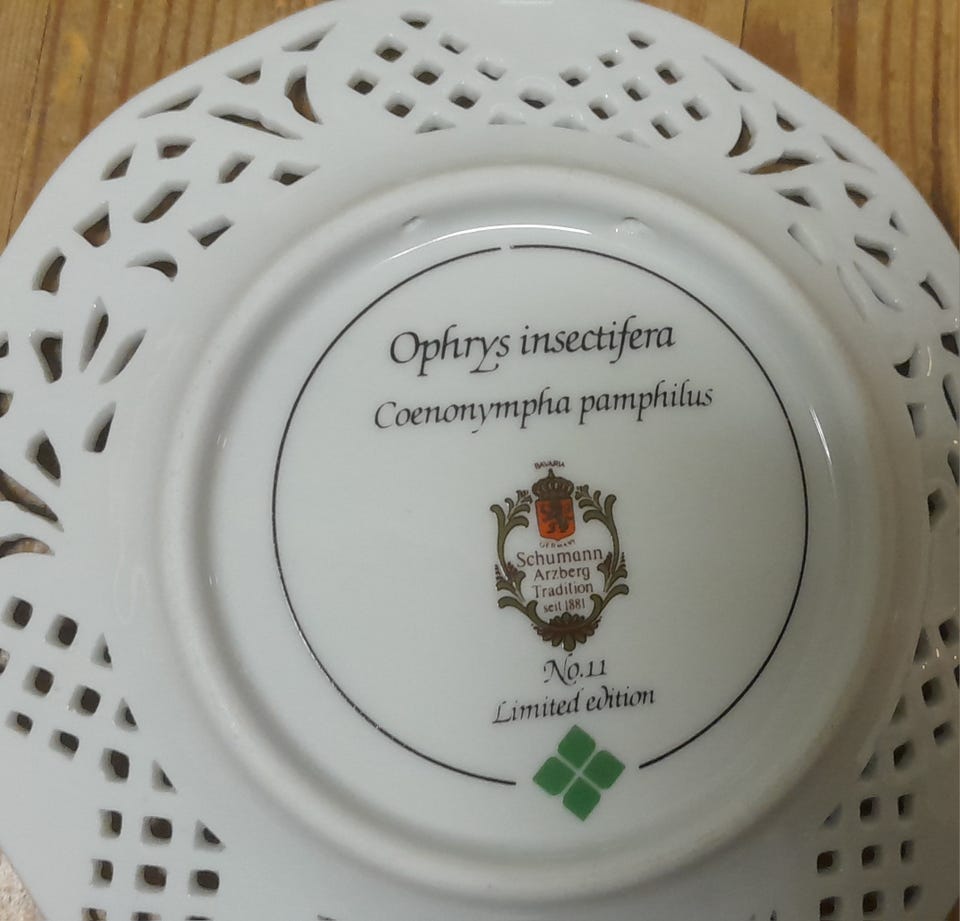 Ophrys insectifera
Coenonympha pamphilus
BAVARIA
GERMANY
Schumann
Arzberg
Tradition
seit 1881
No.11
Limited edition